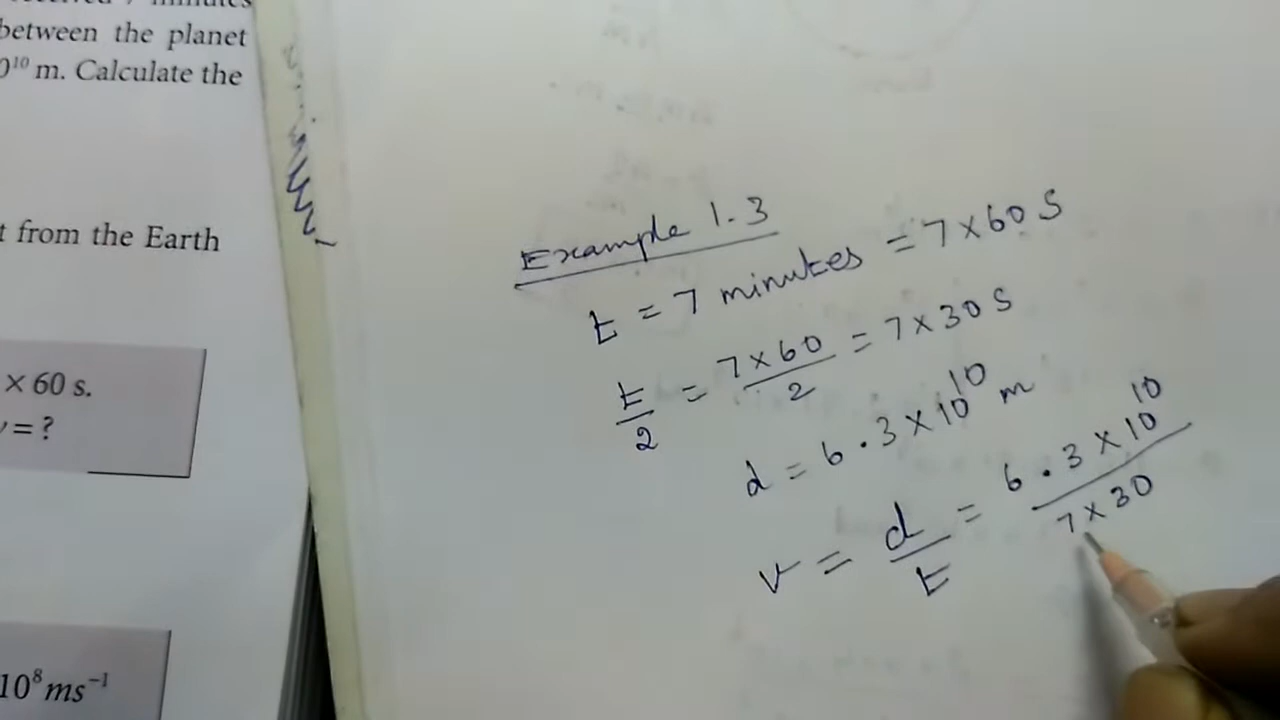 between the planet
0¹⁰ m. Calculate the
t from the Earth
× 60 s.
= ?
10⁸ ms⁻¹
Example 1.3
t = 7 minutes = 7 × 60 S
t/2 = 7 × 60 / 2 = 7 × 30 S
d = 6.3 × 10¹⁰ m
v = d/t = 6.3 × 10¹⁰ / 7 × 30